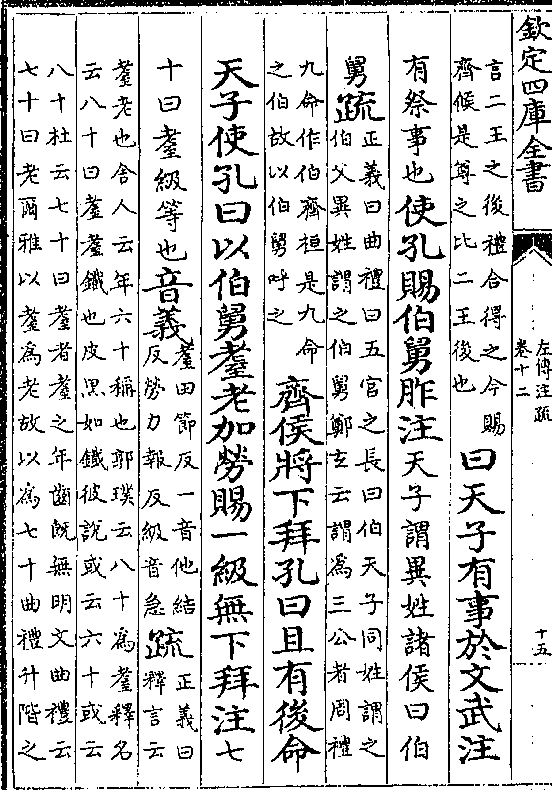 欽定四庫全書
左傳注疏
卷十二
十五
言二王之後禮合得之今賜
齊侯是尊之比二王後也
曰天子有事於文武注
有祭事也使孔賜伯舅胙注天子謂異姓諸侯曰伯
舅疏
正義曰曲禮曰五官之長曰伯天子同姓謂之
伯父異姓謂之伯舅鄭玄云謂為三公者周禮
九命作伯齊桓是九命
之伯故以伯舅呼之
齊侯將下拜孔曰且有後命
天子使孔曰以伯舅耋老加勞賜一級無下拜注七
十曰耋級等也音義
耋田節反一音他結
反勞力報反級音急
疏
正義曰
釋言云
耋老也舍人云年六十稱也郭璞云八十為耋釋名
云八十曰耋耋鐵也皮黑如鐵彼說或云六十或云
八十杜云七十曰耋者耋之年齒既無明文曲禮云
七十曰老爾雅以耋為老故以為七十曲禮升階之